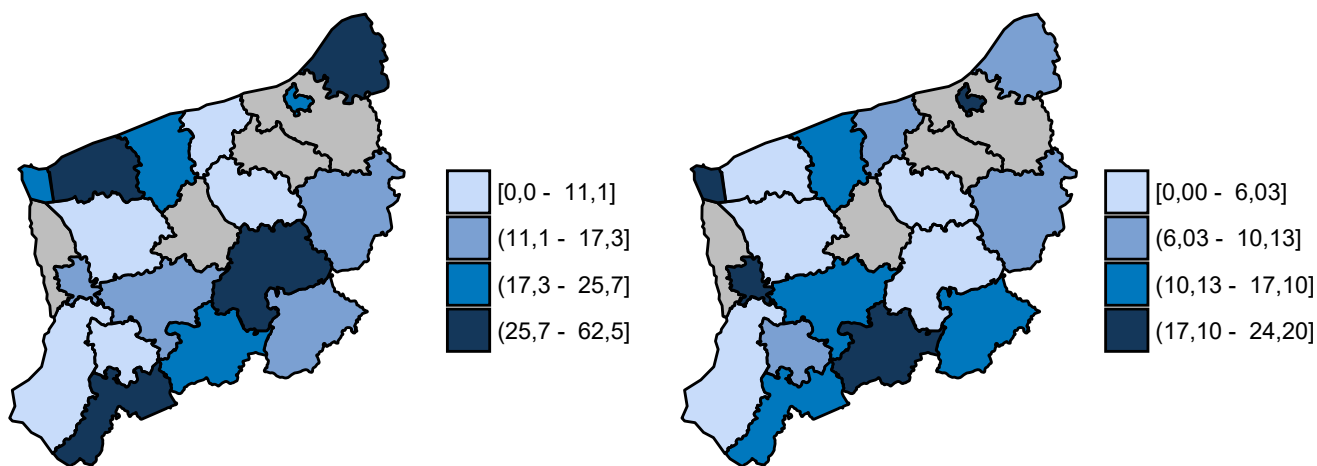 [0,0 - 11,1]
(11,1 - 17,3]
(17,3 - 25,7]
(25,7 - 62,5]
[0,00 - 6,03]
(6,03 - 10,13]
(10,13 - 17,10]
(17,10 - 24,20]